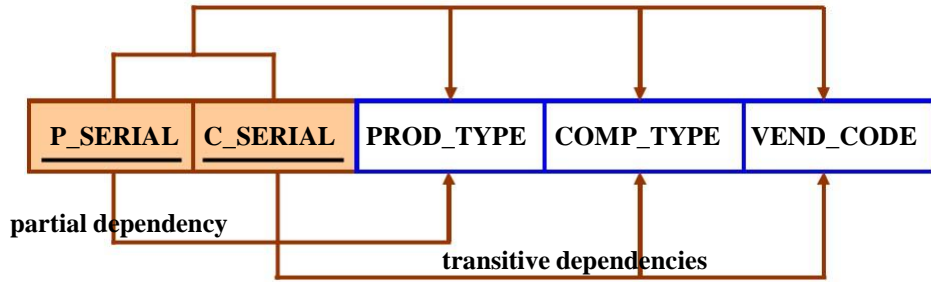 P_SERIAL C_SERIAL PROD_TYPE COMP_TYPE VEND_CODE
partial dependency
transitive dependencies